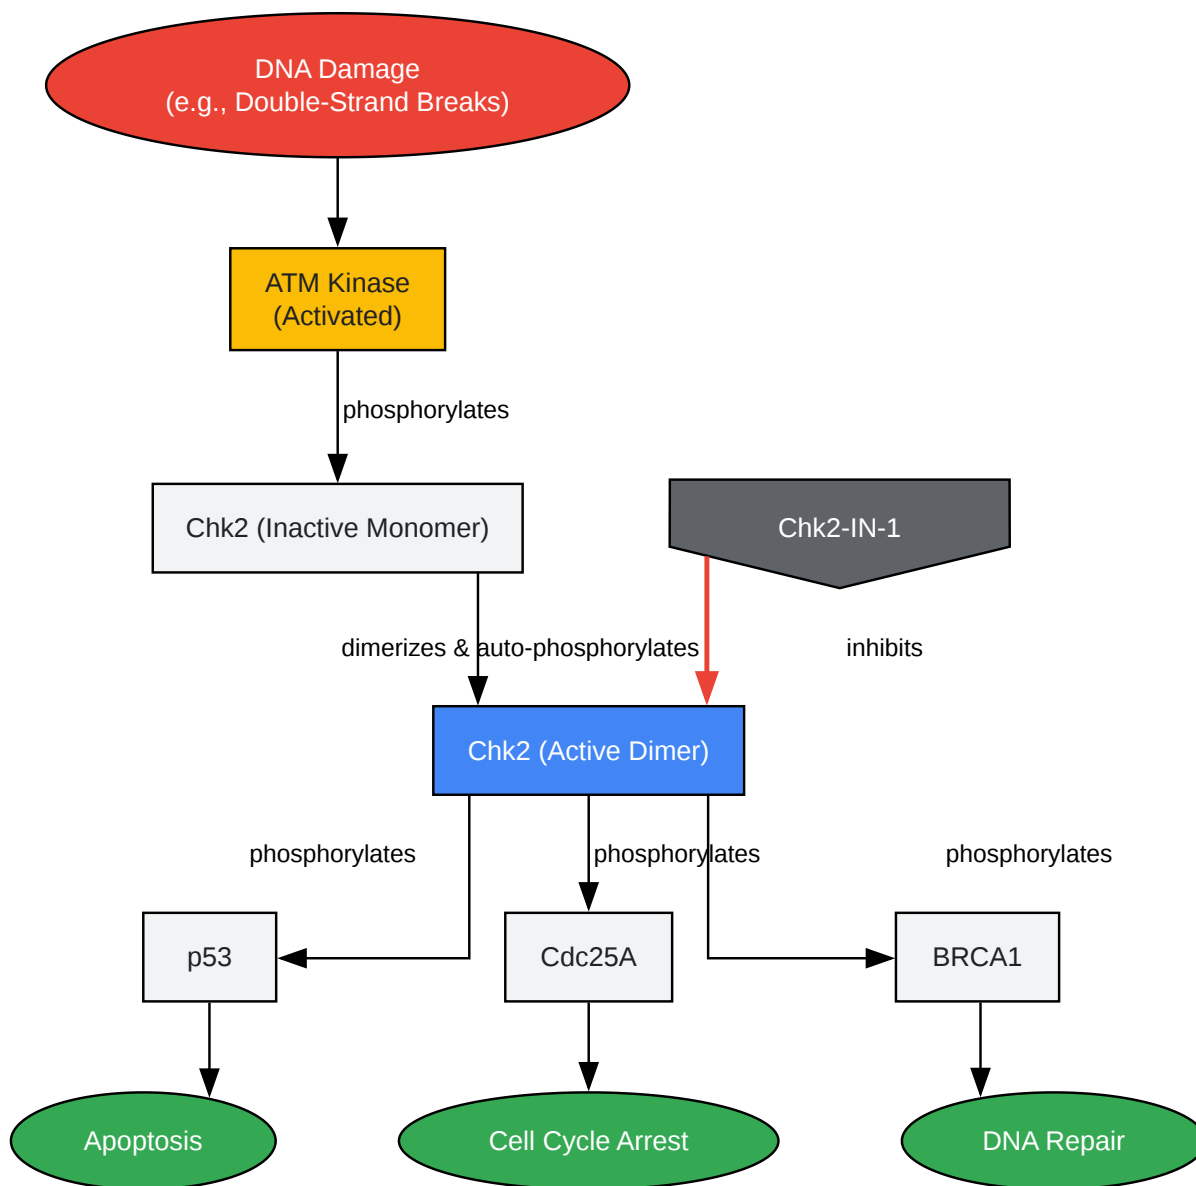 DNA Damage
(e.g., Double-Strand Breaks)
ATM Kinase
(Activated)
phosphorylates
Chk2 (Inactive Monomer)
Chk2-IN-1
dimerizes & auto-phosphorylates
inhibits
Chk2 (Active Dimer)
phosphorylates
phosphorylates
phosphorylates
p53
Cdc25A
BRCA1
Apoptosis
Cell Cycle Arrest
DNA Repair